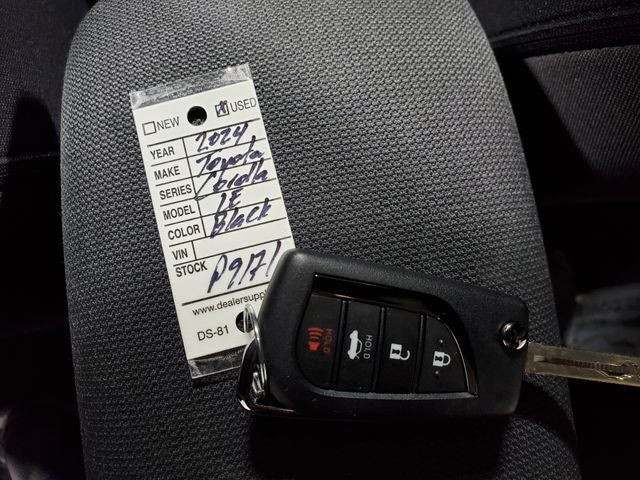 NEW USED
YEAR 2024
MAKE Toyota
SERIES Corolla
MODEL LE
COLOR Black
VIN
STOCK P9171
www.dealersupp
DS-81
HOLD
HOLD